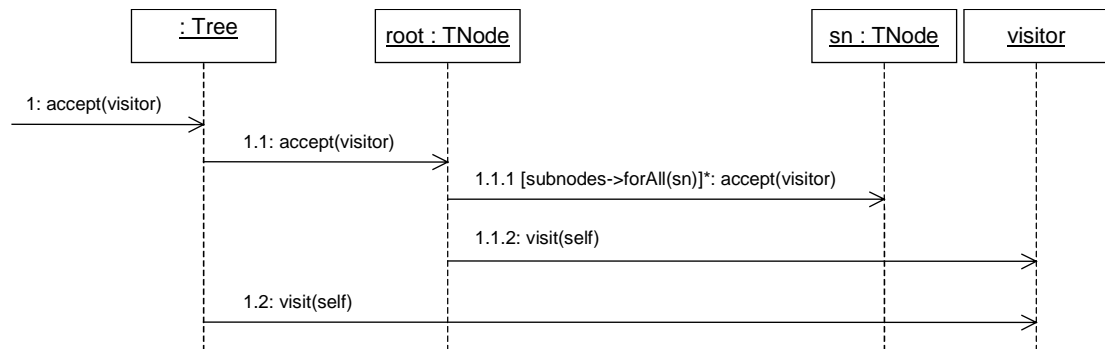 : Tree
root : TNode
sn : TNode
visitor
1: accept(visitor)
1.1: accept(visitor)
1.1.1 [subnodes->forAll(sn)]*: accept(visitor)
1.1.2: visit(self)
1.2: visit(self)